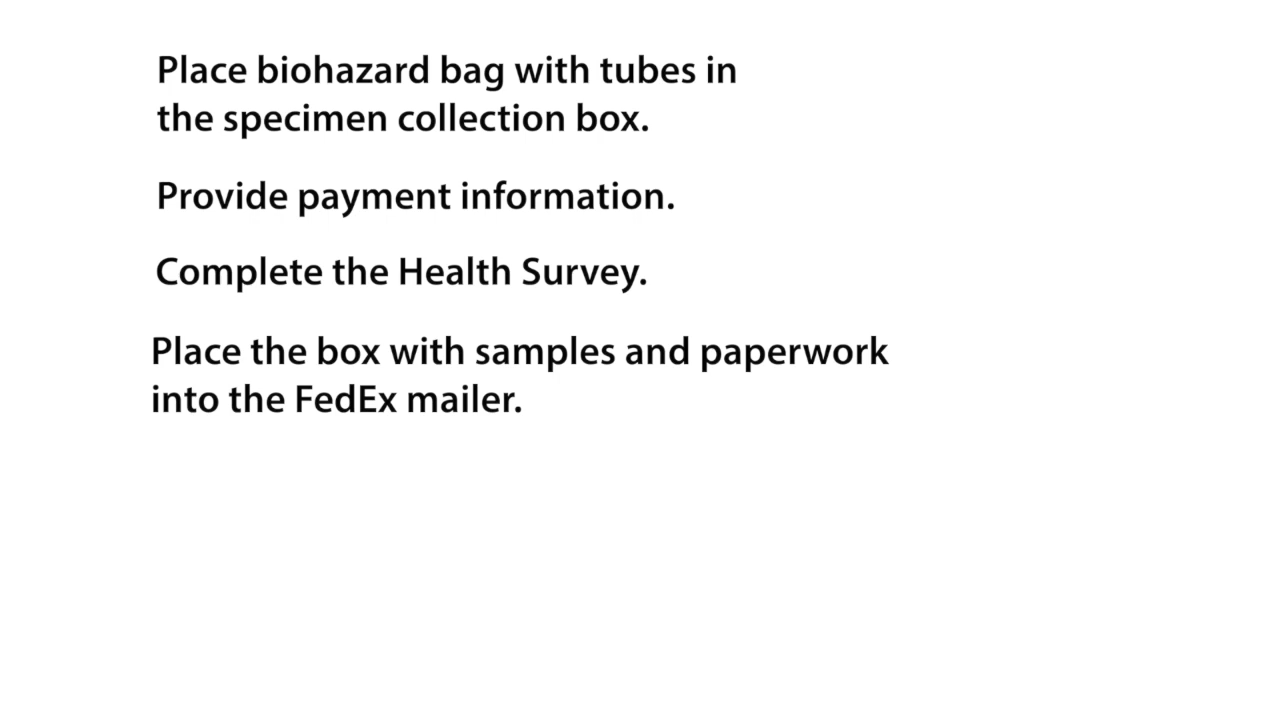 Place biohazard bag with tubes in
the specimen collection box.
Provide payment information.
Complete the Health Survey.
Place the box with samples and paperwork
into the FedEx mailer.